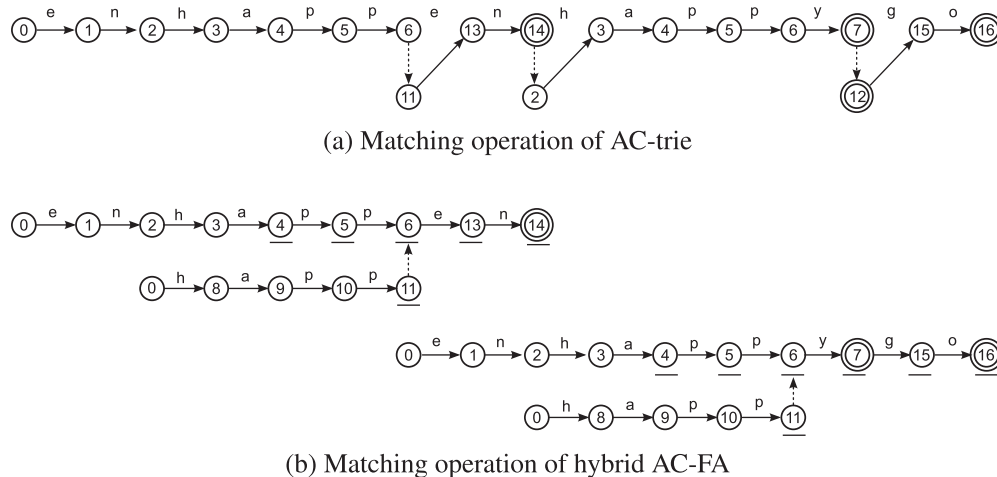 e n h a p p e n h a p p y g o
0 1 2 3 4 5 6 13 14 3 4 5 6 7 15 16
11 2 12
(a) Matching operation of AC-trie
e n h a p p e n
0 1 2 3 4 5 6 13 14
h a p p
0 8 9 10 11
e n h a p p y g o
0 1 2 3 4 5 6 7 15 16
h a p p
0 8 9 10 11
(b) Matching operation of hybrid AC-FA